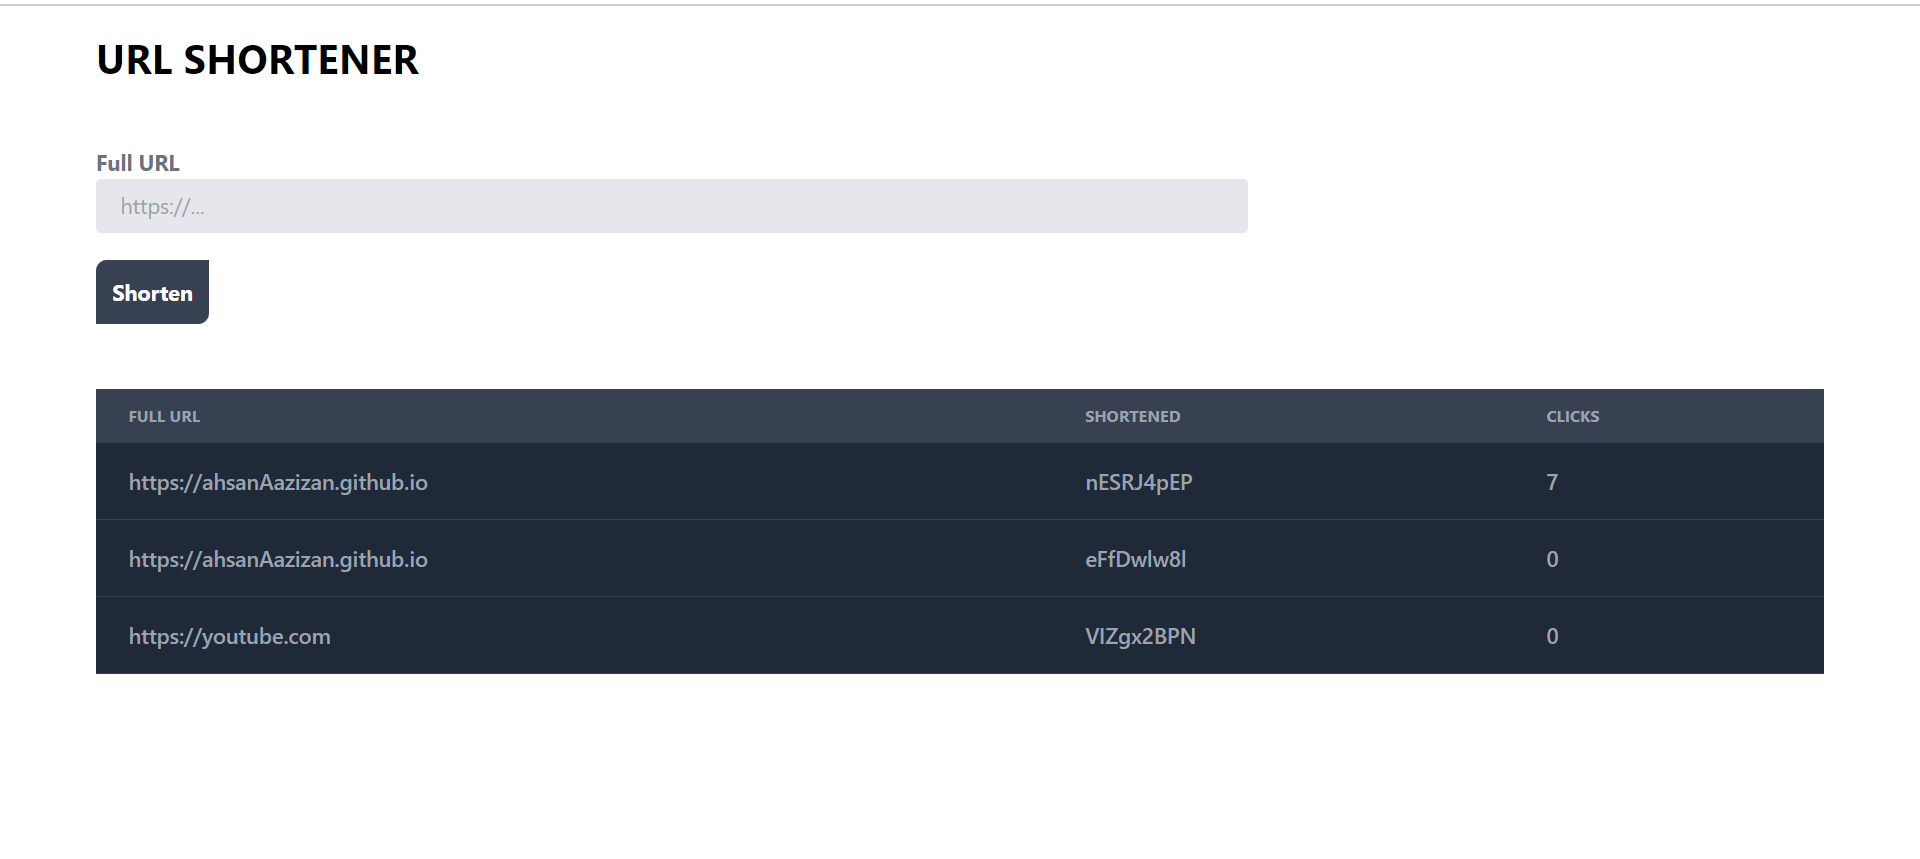 URL SHORTENER
Full URL
https://...
Shorten
FULL URL SHORTENED CLICKS
https://ahsanAazizan.github.io nESRJ4pEP 7
https://ahsanAazizan.github.io eFfDwlw8l 0
https://youtube.com VIZgx2BPN 0